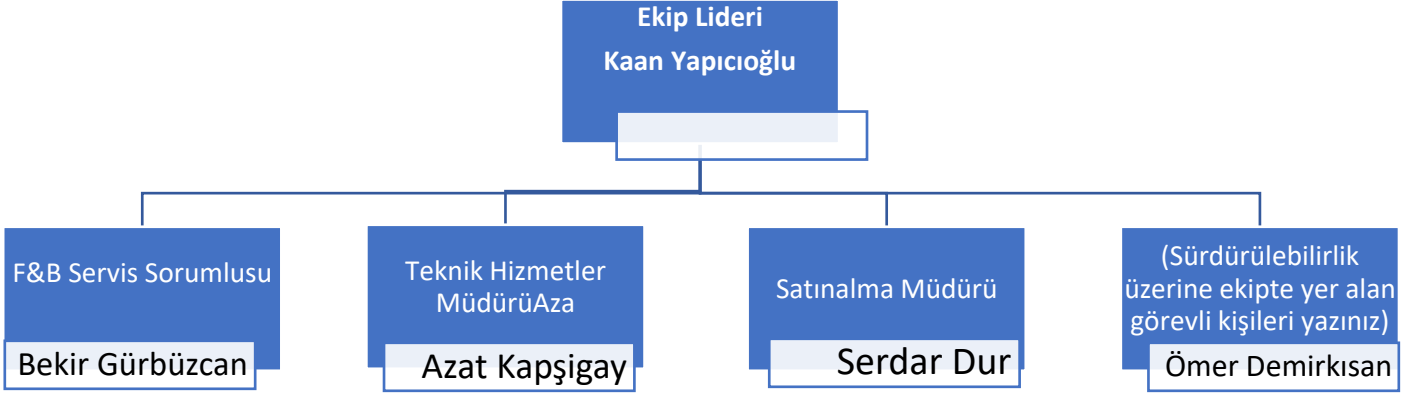 Ekip Lideri
Kaan Yapıcıoğlu
F&B Servis Sorumlusu
Bekir Gürbüzcan
Teknik Hizmetler
MüdürüAza
Azat Kapşigay
Satınalma Müdürü
Serdar Dur
(Sürdürülebilirlik
üzerine ekipte yer alan
görevli kişileri yazınız)
Ömer Demirkısan